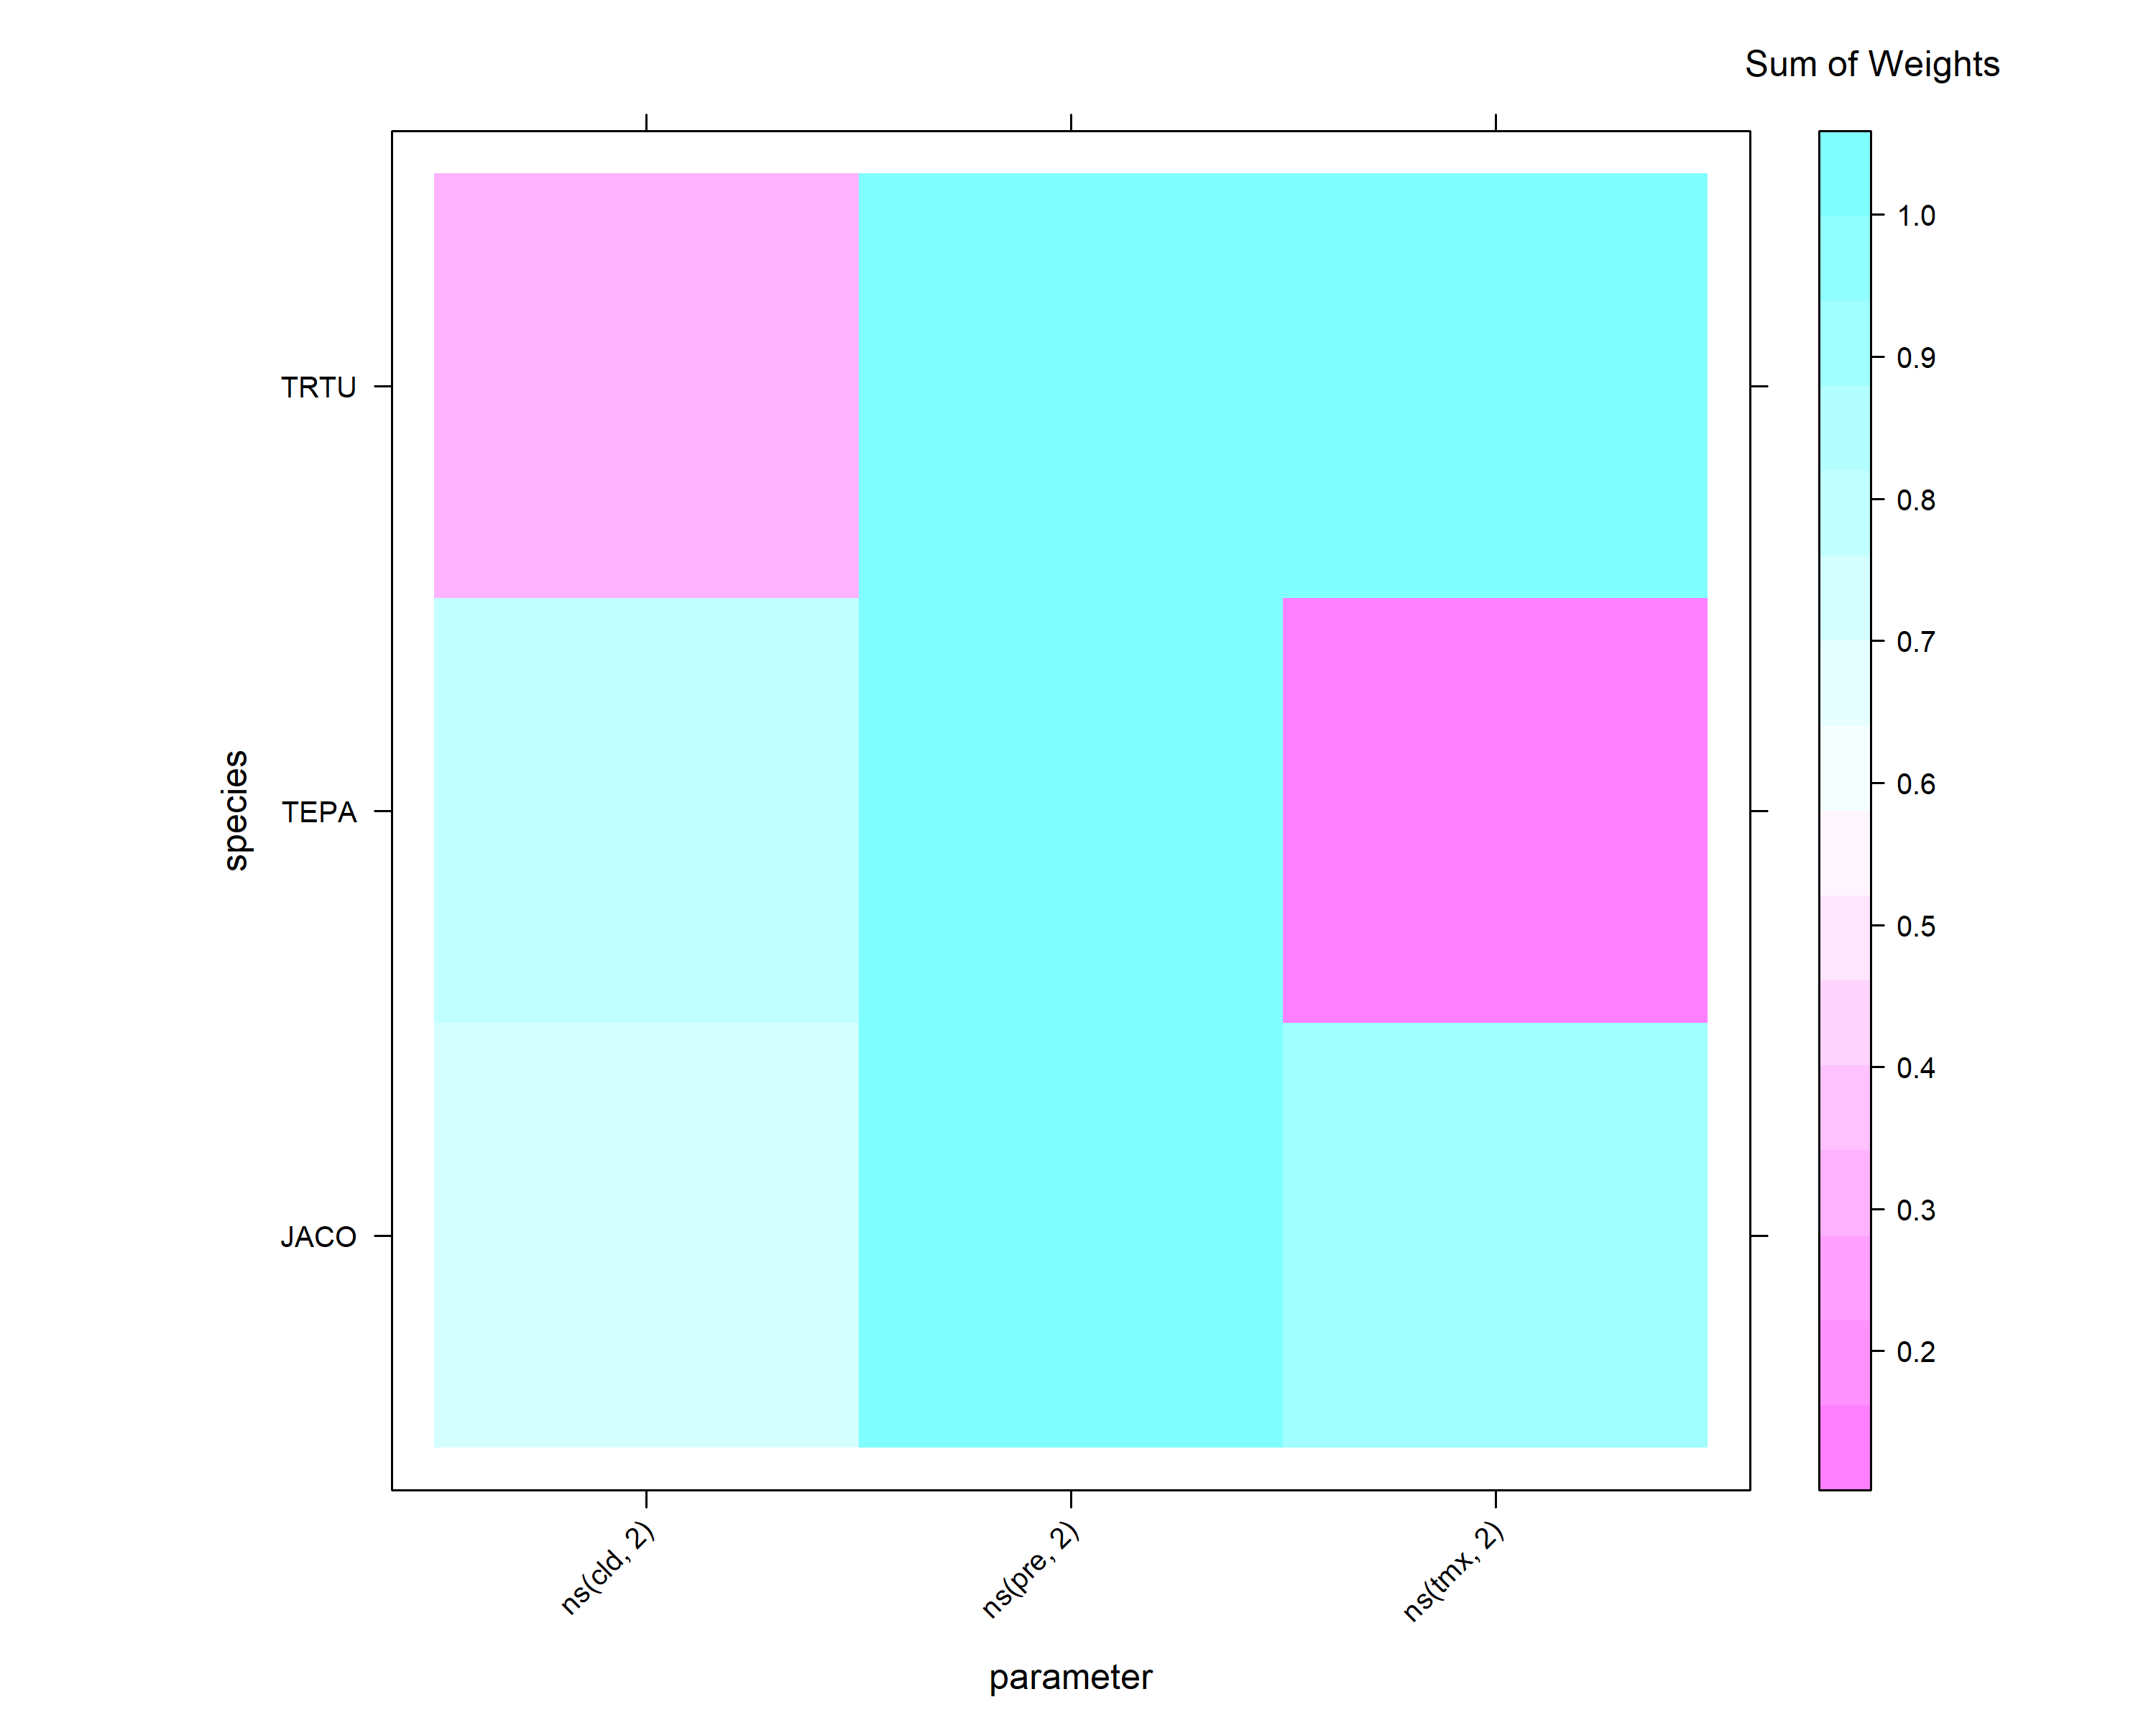 Sum of Weights
1.0
0.9
0.8
0.7
0.6
0.5
0.4
0.3
0.2
species
TRTU
TEPA
JACO
ns(cld, 2)
ns(pre, 2)
ns(tmx, 2)
parameter